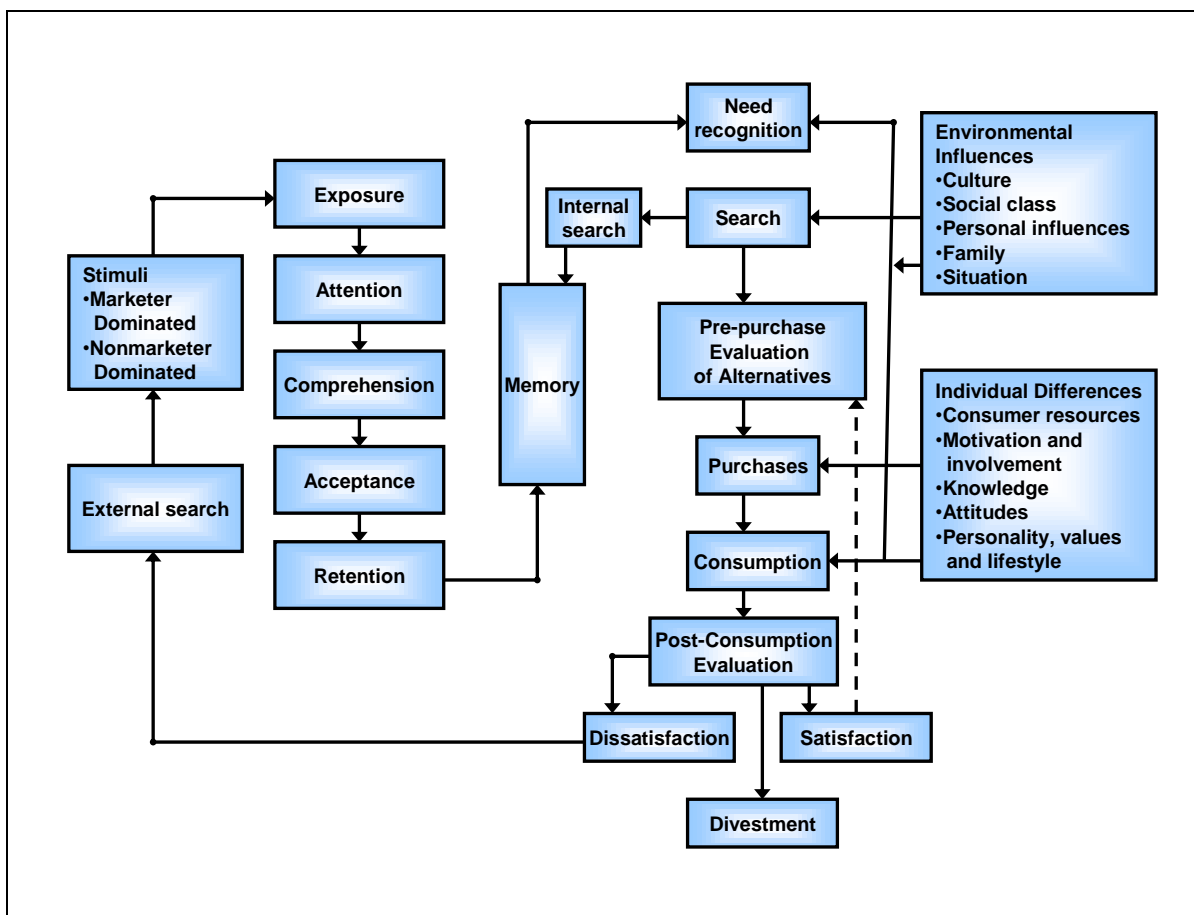 Need
recognition
Environmental
Influences
•Culture
•Social class
•Personal influences
•Family
•Situation
Exposure
Internal
search
Search
Stimuli
•Marketer
Dominated
•Nonmarketer
Dominated
Attention
Pre-purchase
Evaluation
of Alternatives
Comprehension
Memory
Individual Differences
•Consumer resources
•Motivation and
involvement
•Knowledge
•Attitudes
•Personality, values
and lifestyle
Purchases
Acceptance
External search
Consumption
Retention
Post-Consumption
Evaluation
Dissatisfaction
Satisfaction
Divestment